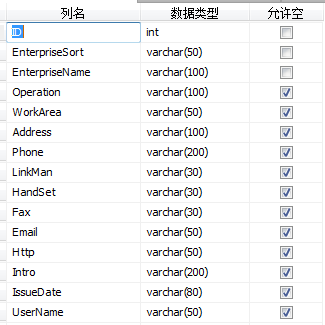 列名 数据类型 允许空
ID int
EnterpriseSort varchar(50)
EnterpriseName varchar(100)
Operation varchar(100)
WorkArea varchar(50)
Address varchar(100)
Phone varchar(200)
LinkMan varchar(30)
HandSet varchar(30)
Fax varchar(30)
Email varchar(50)
Http varchar(50)
Intro varchar(200)
IssueDate varchar(80)
UserName varchar(50)